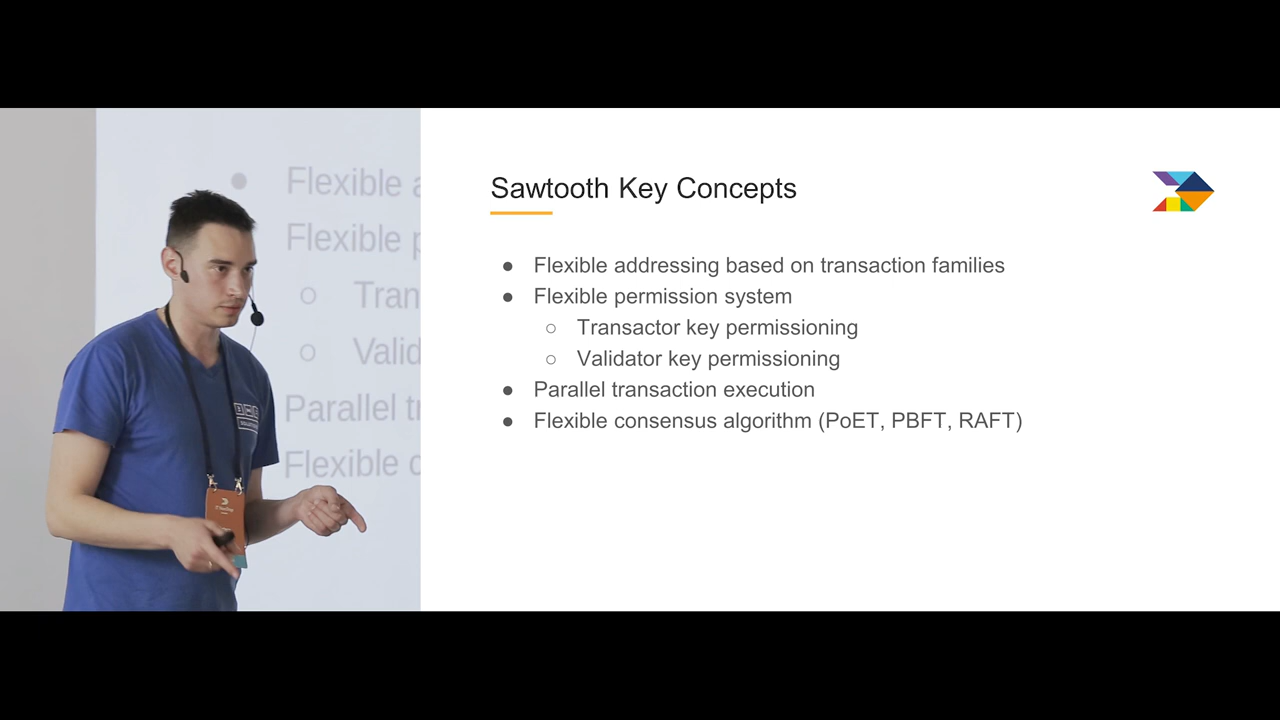 Flexible
Flexible
Tran
Valid
Parallel
Flexible
Sawtooth Key Concepts
● Flexible addressing based on transaction families
● Flexible permission system
○ Transactor key permissioning
○ Validator key permissioning
● Parallel transaction execution
● Flexible consensus algorithm (PoET, PBFT, RAFT)